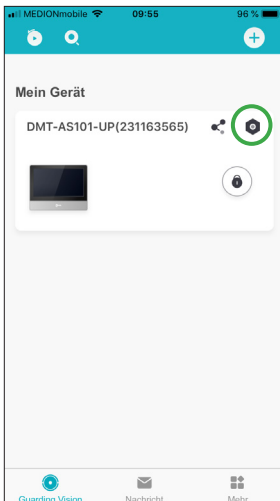 MEDIONmobile 09:55 96 %
Mein Gerät
DMT-AS101-UP(231163565)
Guarding Vision Nachricht Mehr